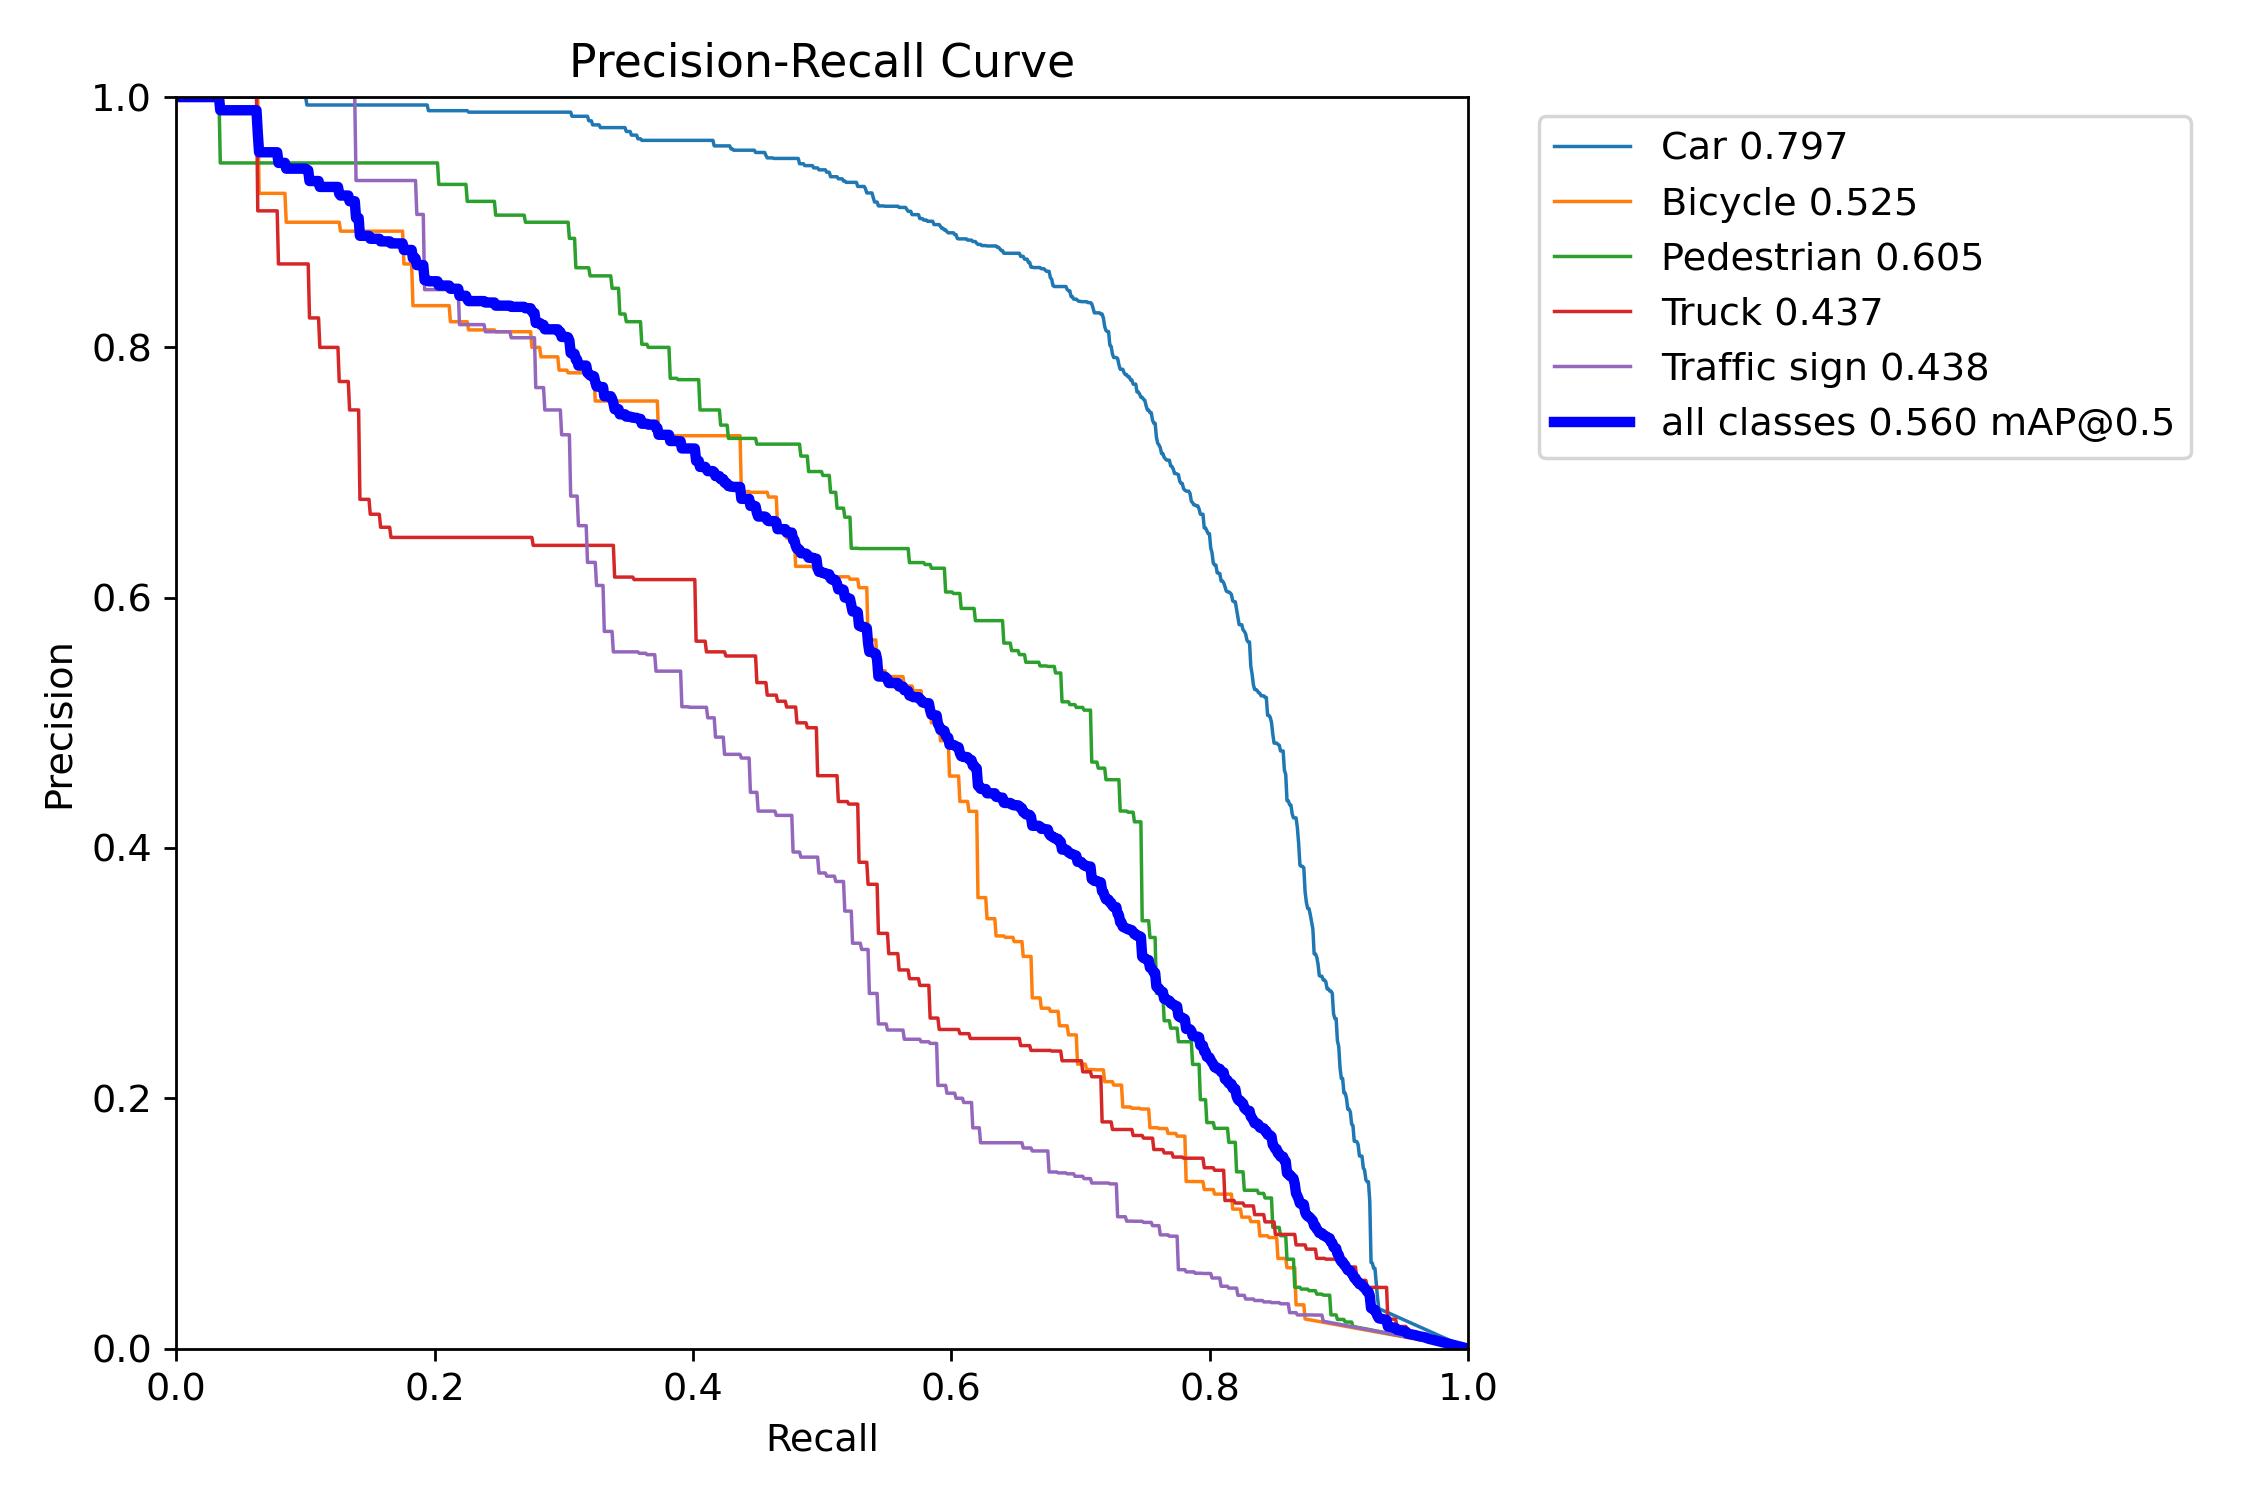 Precision-Recall Curve
1.0
0.8
0.6
0.4
0.2
0.0
Precision
0.0 0.2 0.4 0.6 0.8 1.0
Recall
Car 0.797
Bicycle 0.525
Pedestrian 0.605
Truck 0.437
Traffic sign 0.438
all classes 0.560 mAP@0.5